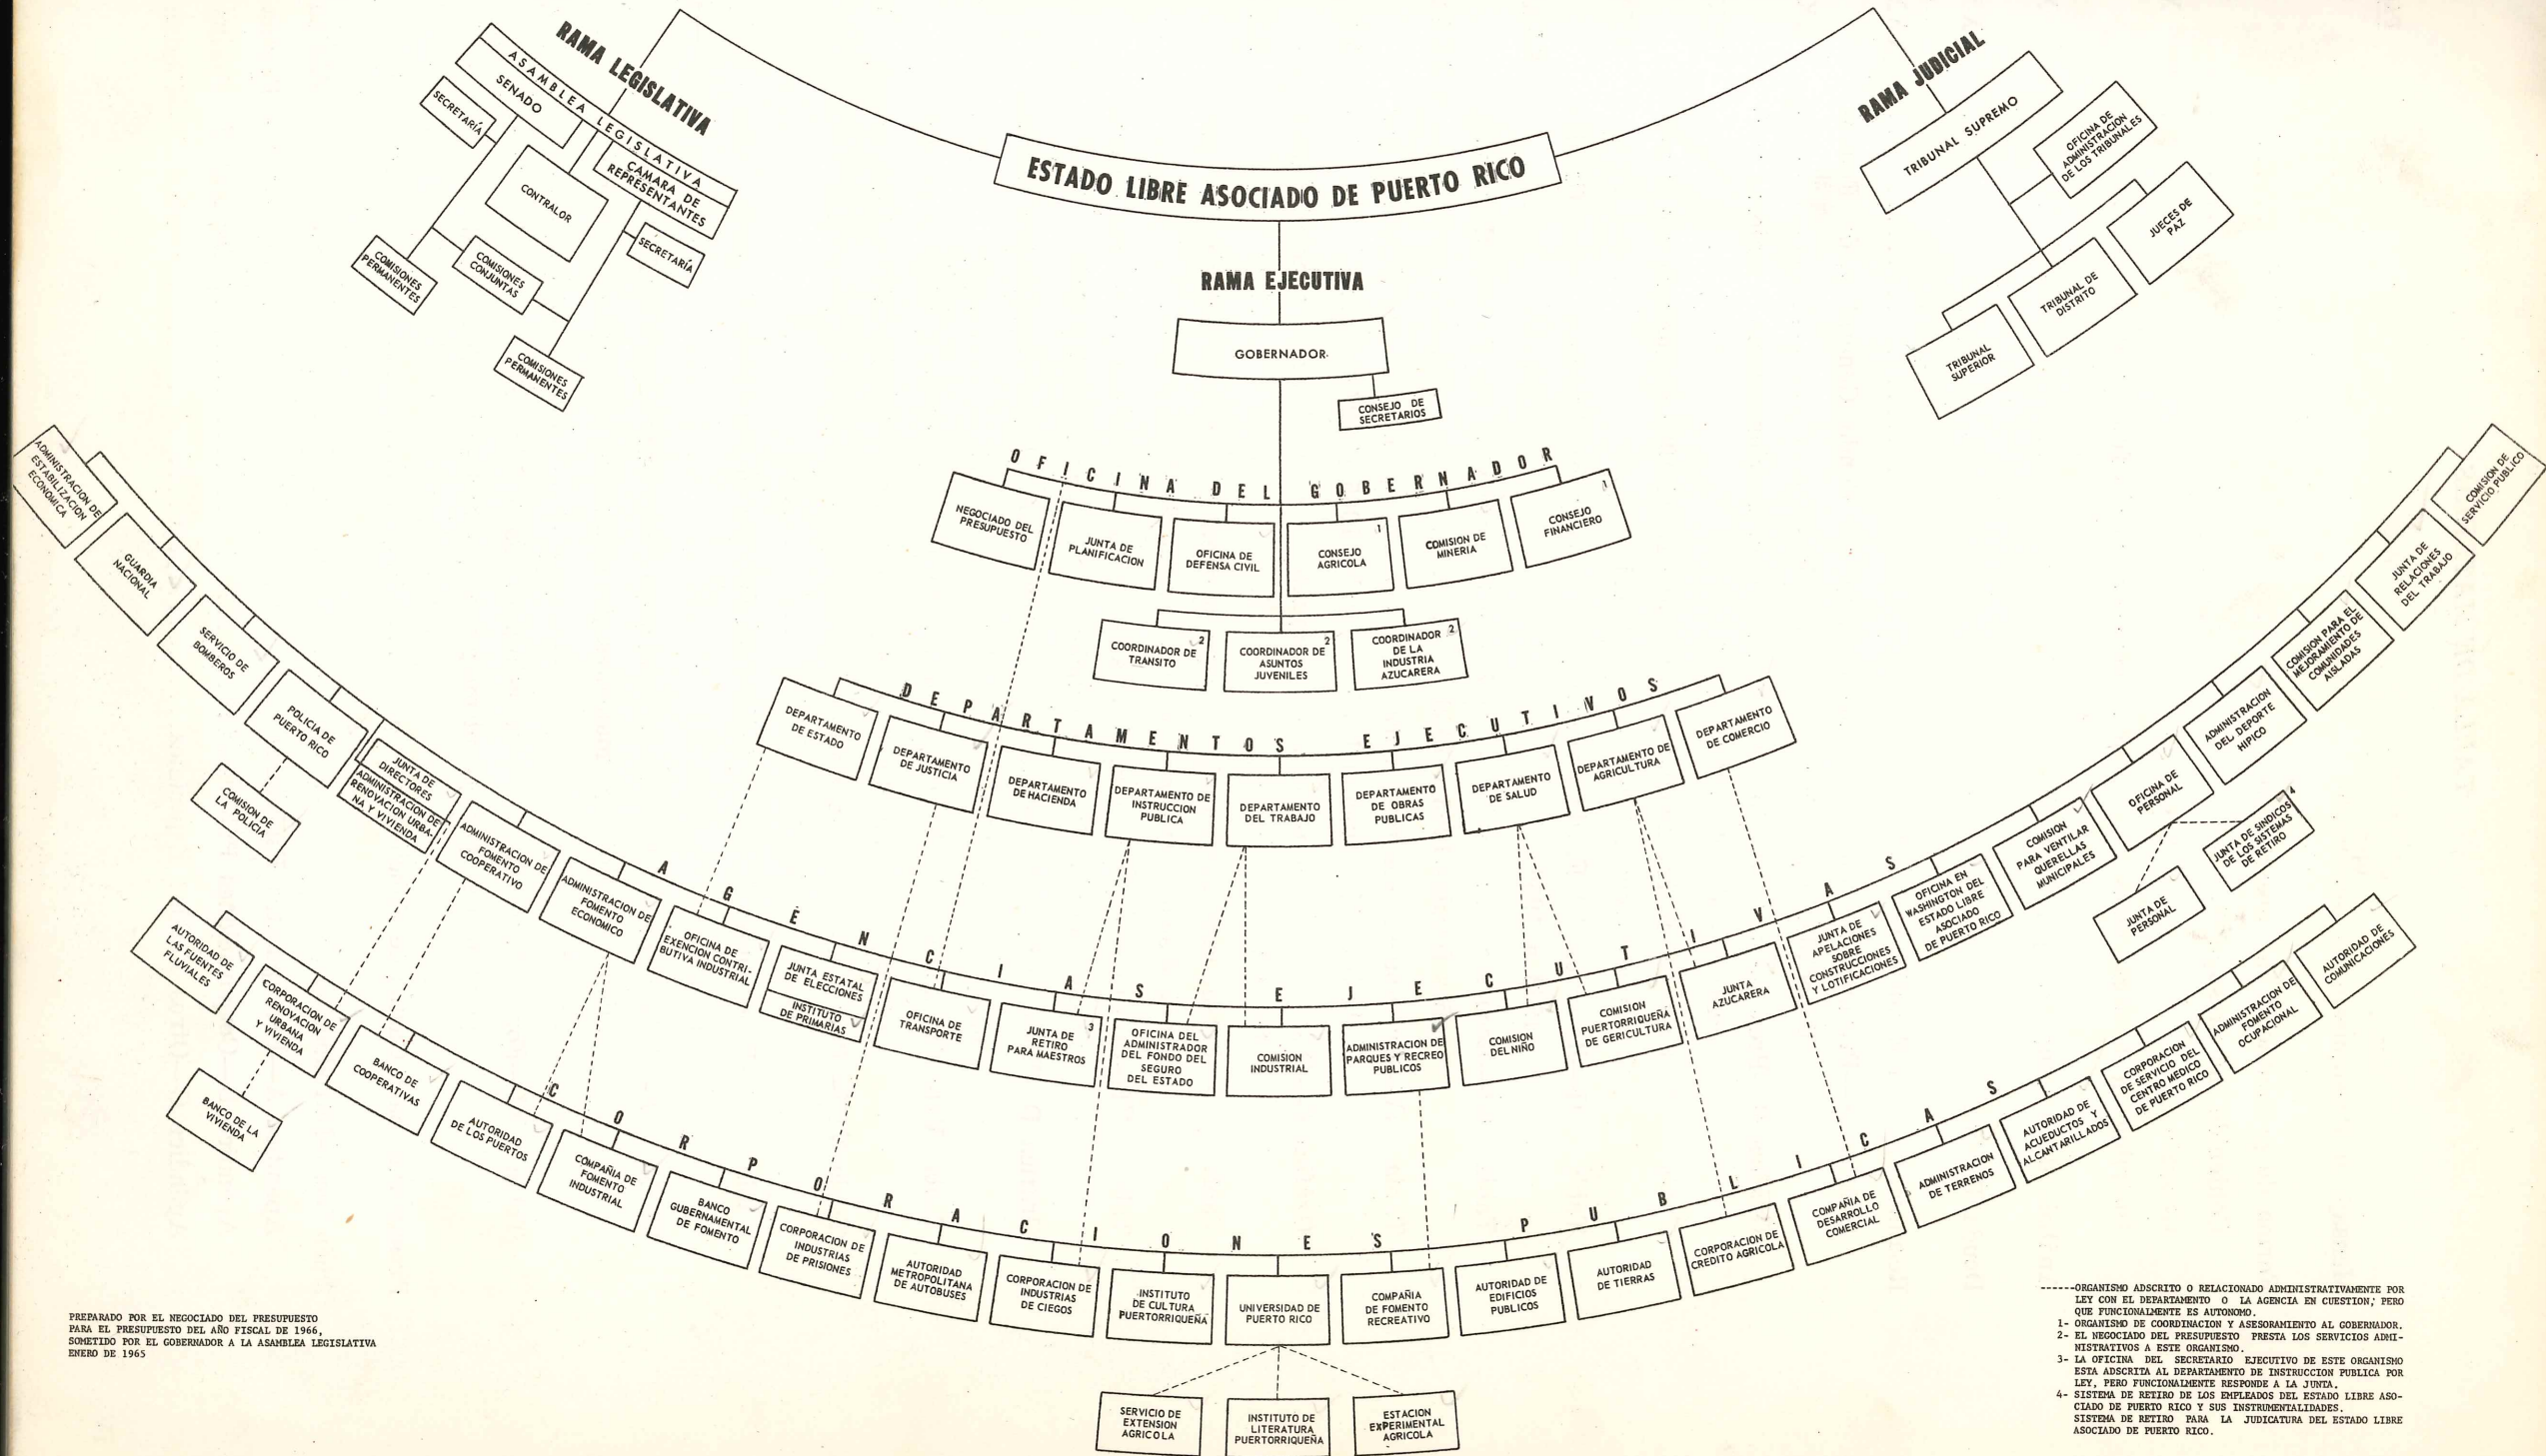 RAMA LEGISLATIVA
ASAMBLEA LEGISLATIVA
SENADO
CAMARA DE
REPRESENTANTES
SECRETARÍA
CONTRALOR
SECRETARÍA
COMISIONES
PERMANENTES
COMISIONES
CONJUNTAS
COMISIONES
PERMANENTES
ESTADO LIBRE ASOCIADO DE PUERTO RICO
RAMA JUDICIAL
TRIBUNAL SUPREMO
OFICINA DE
ADMINISTRACION
DE LOS TRIBUNALES
JUECES DE
PAZ
TRIBUNAL DE
DISTRITO
TRIBUNAL
SUPERIOR
RAMA EJECUTIVA
GOBERNADOR
CONSEJO DE
SECRETARIOS
OFICINA DEL GOBERNADOR
NEGOCIADO DEL
PRESUPUESTO
JUNTA DE
PLANIFICACION
OFICINA DE
DEFENSA CIVIL
1
CONSEJO
AGRICOLA
COMISION DE
MINERIA
1
CONSEJO
FINANCIERO
2
COORDINADOR DE
TRANSITO
2
COORDINADOR DE
ASUNTOS
JUVENILES
2
COORDINADOR
DE LA
INDUSTRIA
AZUCARERA
DEPARTAMENTOS EJECUTIVOS
DEPARTAMENTO
DE ESTADO
DEPARTAMENTO
DE JUSTICIA
DEPARTAMENTO
DE HACIENDA
DEPARTAMENTO DE
INSTRUCCION
PUBLICA
DEPARTAMENTO
DEL TRABAJO
DEPARTAMENTO
DE OBRAS
PUBLICAS
DEPARTAMENTO
DE SALUD
DEPARTAMENTO DE
AGRICULTURA
DEPARTAMENTO
DE COMERCIO
AGENCIAS EJECUTIVAS
ADMINISTRACION DE
ESTABILIZACION
ECONOMICA
GUARDIA
NACIONAL
SERVICIO DE
BOMBEROS
POLICIA DE
PUERTO RICO
COMISION DE
LA POLICIA
JUNTA DE
DIRECTORES
ADMINISTRACION DE
RENOVACION URBA-
NA Y VIVIENDA
ADMINISTRACION DE
FOMENTO
COOPERATIVO
ADMINISTRACION DE
FOMENTO
ECONOMICO
OFICINA DE
EXENCION CONTRI-
BUTIVA INDUSTRIAL
JUNTA ESTATAL
DE ELECCIONES
INSTITUTO
DE PRIMARIAS
OFICINA DE
TRANSPORTE
3
JUNTA DE
RETIRO
PARA MAESTROS
OFICINA DEL
ADMINISTRADOR
DEL FONDO DEL
SEGURO
DEL ESTADO
COMISION
INDUSTRIAL
ADMINISTRACION DE
PARQUES Y RECREO
PUBLICOS
COMISION
DEL NIÑO
COMISION
PUERTORRIQUEÑA
DE GERICULTURA
JUNTA
AZUCARERA
JUNTA DE
APELACIONES
SOBRE
CONSTRUCCIONES
Y LOTIFICACIONES
OFICINA EN
WASHINGTON DEL
ESTADO LIBRE
ASOCIADO
DE PUERTO RICO
COMISION
PARA VENTILAR
QUERELLAS
MUNICIPALES
OFICINA DE
PERSONAL
JUNTA DE
PERSONAL
4
JUNTA DE SINDICOS
DE LOS SISTEMAS
DE RETIRO
ADMINISTRACION
DEL DEPORTE
HIPICO
COMISION PARA EL
MEJORAMIENTO DE
COMUNIDADES
AISLADAS
JUNTA DE
RELACIONES
DEL TRABAJO
COMISION DE
SERVICIO PUBLICO
CORPORACIONES PUBLICAS
AUTORIDAD DE
LAS FUENTES
FLUVIALES
CORPORACION DE
RENOVACION
URBANA
Y VIVIENDA
BANCO DE LA
VIVIENDA
BANCO DE
COOPERATIVAS
AUTORIDAD
DE LOS PUERTOS
COMPAÑIA DE
FOMENTO
INDUSTRIAL
BANCO
GUBERNAMENTAL
DE FOMENTO
CORPORACION DE
INDUSTRIAS
DE PRISIONES
AUTORIDAD
METROPOLITANA
DE AUTOBUSES
CORPORACION DE
INDUSTRIAS
DE CIEGOS
INSTITUTO
DE CULTURA
PUERTORRIQUEÑA
UNIVERSIDAD DE
PUERTO RICO
COMPAÑIA
DE FOMENTO
RECREATIVO
AUTORIDAD DE
EDIFICIOS
PUBLICOS
AUTORIDAD
DE TIERRAS
CORPORACION DE
CREDITO AGRICOLA
COMPAÑIA DE
DESARROLLO
COMERCIAL
ADMINISTRACION
DE TERRENOS
AUTORIDAD DE
ACUEDUCTOS Y
ALCANTARILLADOS
CORPORACION
DE SERVICIO DEL
CENTRO MEDICO
DE PUERTO RICO
ADMINISTRACION DE
FOMENTO
OCUPACIONAL
AUTORIDAD DE
COMUNICACIONES
SERVICIO DE
EXTENSION
AGRICOLA
INSTITUTO DE
LITERATURA
PUERTORRIQUEÑA
ESTACION
EXPERIMENTAL
AGRICOLA
PREPARADO POR EL NEGOCIADO DEL PRESUPUESTO
PARA EL PRESUPUESTO DEL AÑO FISCAL DE 1966,
SOMETIDO POR EL GOBERNADOR A LA ASAMBLEA LEGISLATIVA
ENERO DE 1965
------ORGANISMO ADSCRITO O RELACIONADO ADMINISTRATIVAMENTE POR
LEY CON EL DEPARTAMENTO O LA AGENCIA EN CUESTION, PERO
QUE FUNCIONALMENTE ES AUTONOMO.
1- ORGANISMO DE COORDINACION Y ASESORAMIENTO AL GOBERNADOR.
2- EL NEGOCIADO DEL PRESUPUESTO PRESTA LOS SERVICIOS ADMI-
NISTRATIVOS A ESTE ORGANISMO.
3- LA OFICINA DEL SECRETARIO EJECUTIVO DE ESTE ORGANISMO
ESTA ADSCRITA AL DEPARTAMENTO DE INSTRUCCION PUBLICA POR
LEY, PERO FUNCIONALMENTE RESPONDE A LA JUNTA.
4- SISTEMA DE RETIRO DE LOS EMPLEADOS DEL ESTADO LIBRE ASO-
CIADO DE PUERTO RICO Y SUS INSTRUMENTALIDADES.
SISTEMA DE RETIRO PARA LA JUDICATURA DEL ESTADO LIBRE
ASOCIADO DE PUERTO RICO.